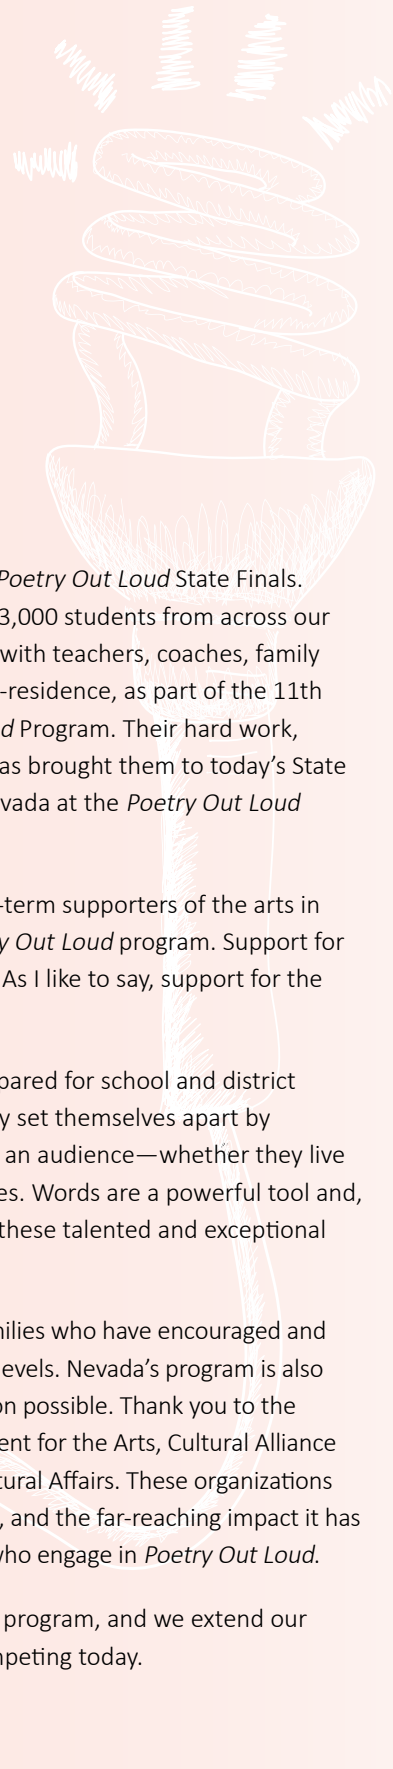 Poetry Out Loud State Finals.
3,000 students from across our
with teachers, coaches, family
-residence, as part of the 11th
d Program. Their hard work,
as brought them to today’s State
vada at the Poetry Out Loud
-term supporters of the arts in
y Out Loud program. Support for
As I like to say, support for the
pared for school and district
y set themselves apart by
an audience—whether they live
es. Words are a powerful tool and,
these talented and exceptional
nilies who have encouraged and
levels. Nevada’s program is also
on possible. Thank you to the
ent for the Arts, Cultural Alliance
tural Affairs. These organizations
, and the far-reaching impact it has
who engage in Poetry Out Loud.
program, and we extend our
npeting today.